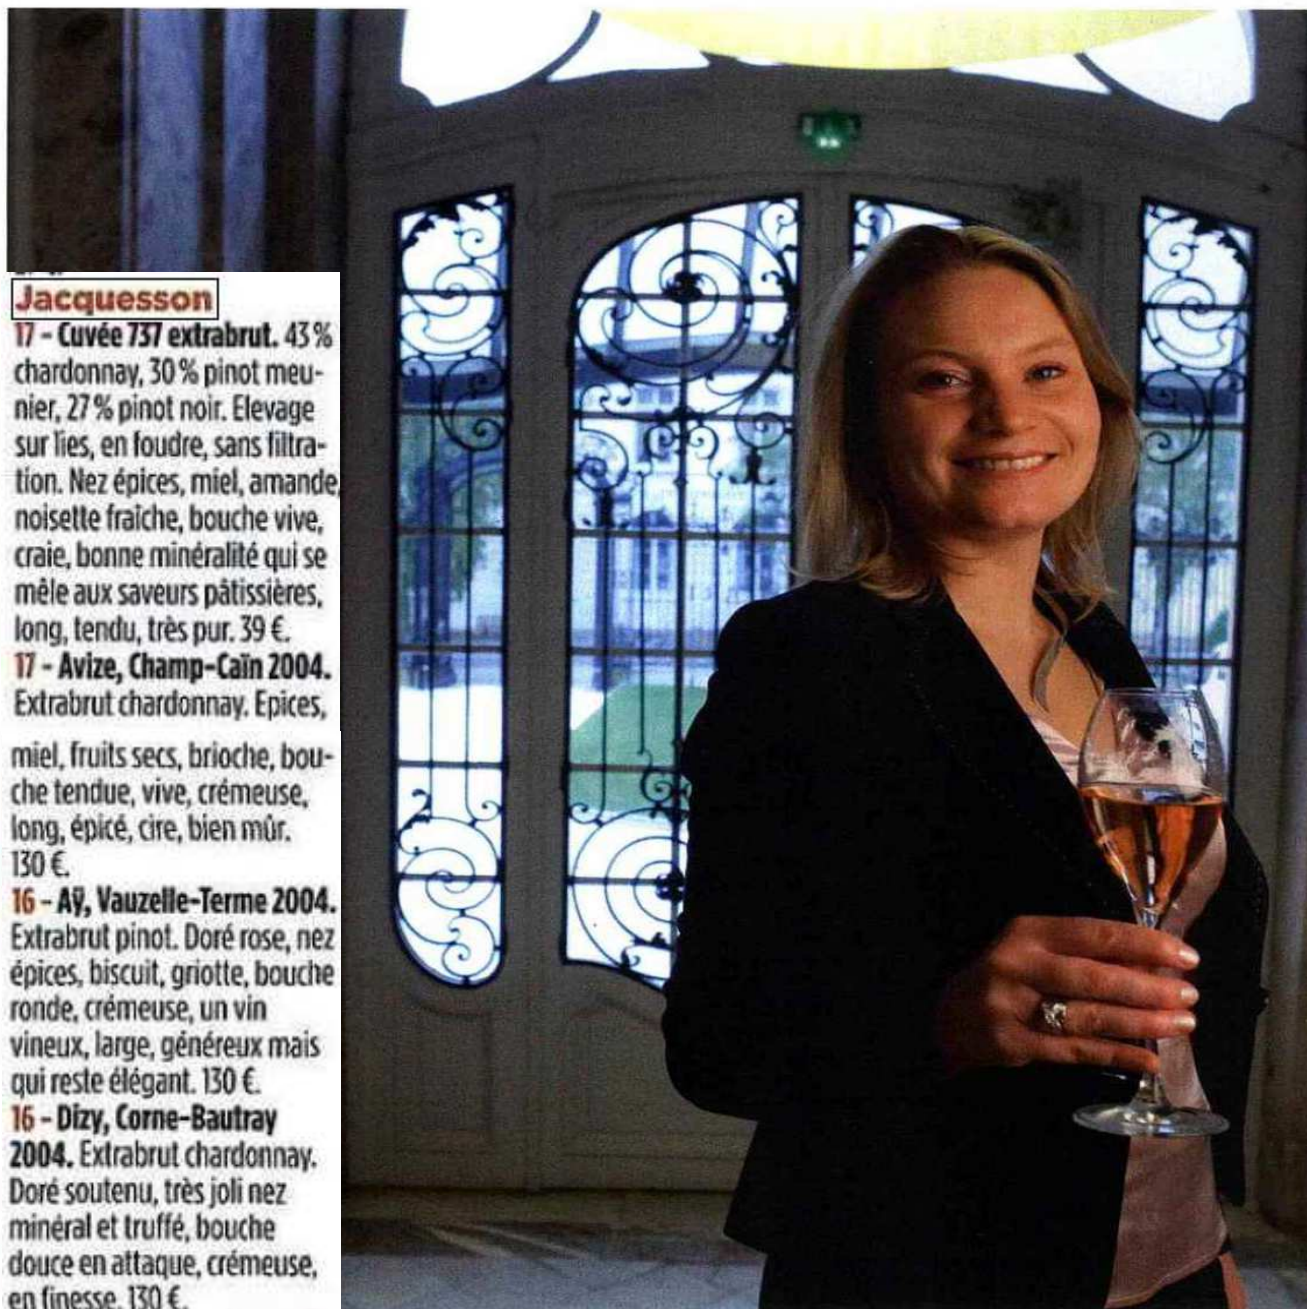 Jacquesson
17 - Cuvée 737 extrabrut. 43 %
chardonnay, 30 % pinot meu-
nier, 27 % pinot noir. Elevage
sur lies, en foudre, sans filtra-
tion. Nez épices, miel, amande,
noisette fraîche, bouche vive,
craie, bonne minéralité qui se
mêle aux saveurs pâtissières,
long, tendu, très pur. 39 €.
17 - Avize, Champ-Caïn 2004.
Extrabrut chardonnay. Epices,
miel, fruits secs, brioche, bou-
che tendue, vive, crémeuse,
long, épicé, cire, bien mûr.
130 €.
16 - Aÿ, Vauzelle-Terme 2004.
Extrabrut pinot. Doré rose, nez
épices, biscuit, griotte, bouche
ronde, crémeuse, un vin
vineux, large, généreux mais
qui reste élégant. 130 €.
16 - Dizy, Corne-Bautray
2004. Extrabrut chardonnay.
Doré soutenu, très joli nez
minéral et truffé, bouche
douce en attaque, crémeuse,
en finesse. 130 €.